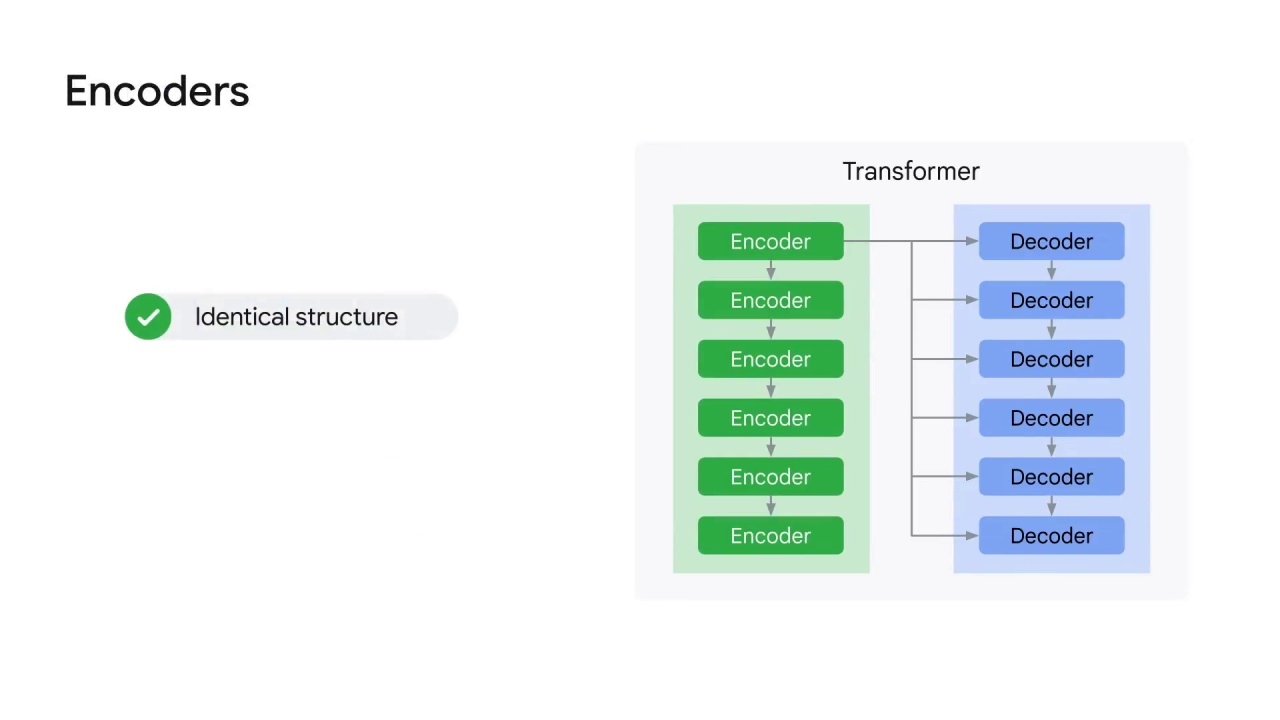 Encoders
Identical structure
Transformer
Encoder
Encoder
Encoder
Encoder
Encoder
Encoder
Decoder
Decoder
Decoder
Decoder
Decoder
Decoder